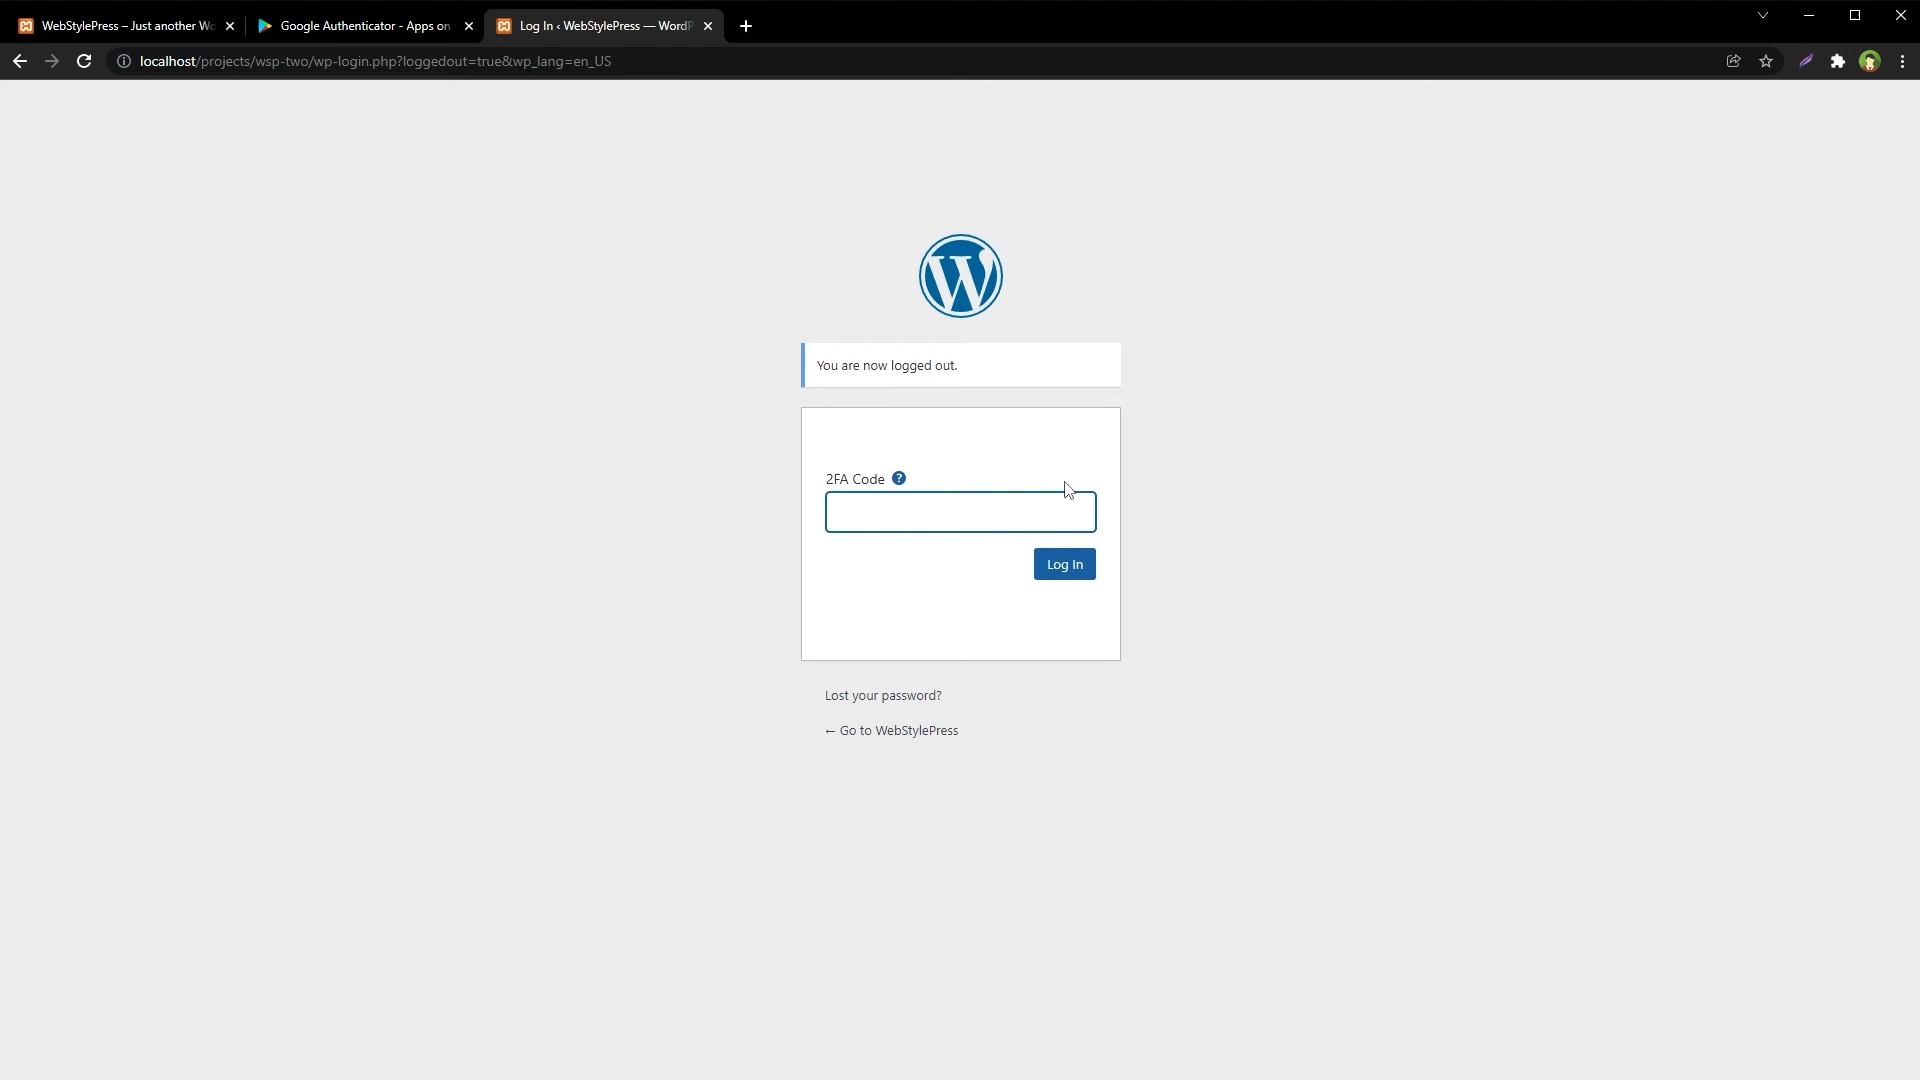 WebStylePress – Just another Wo
Google Authenticator - Apps on
Log In ‹ WebStylePress — WordP
localhost/projects/wsp-two/wp-login.php?loggedout=true&wp_lang=en_US
You are now logged out.
2FA Code ?
Log In
Lost your password?
← Go to WebStylePress